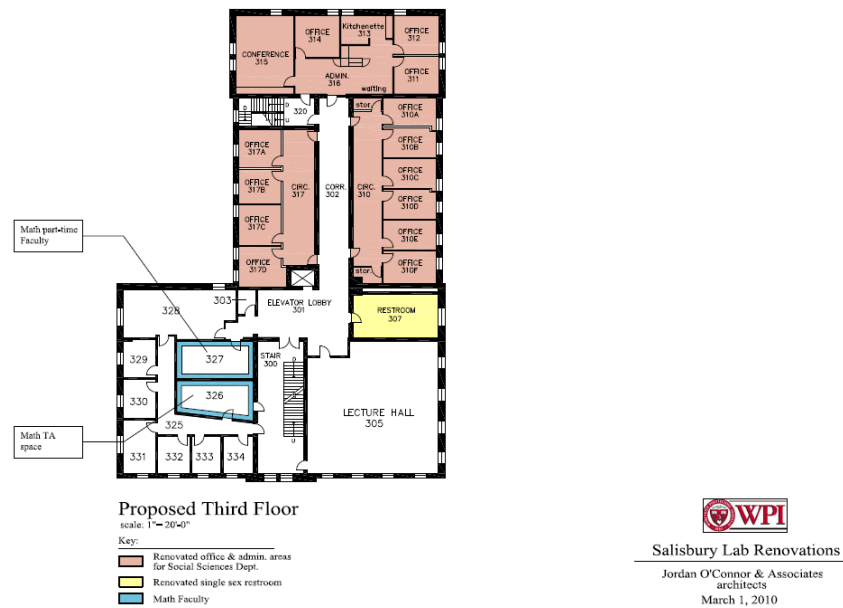 OFFICE
314
Kitchenette
313
OFFICE
312
CONFERENCE
315
ADMIN.
316
OFFICE
311
waiting
320
stor.
OFFICE
310A
OFFICE
317A
OFFICE
310B
OFFICE
317B
CIRC.
317
CORR.
302
CIRC.
310
OFFICE
310C
OFFICE
317C
OFFICE
310D
OFFICE
310E
OFFICE
317D
stor.
OFFICE
310F
Math part-time
Faculty
328
303
ELEVATOR LOBBY
301
RESTROOM
307
329
327
STAIR
300
330
326
LECTURE HALL
305
325
Math TA
space
331
332
333
334
Proposed Third Floor
scale: 1"= 20'-0"
Key:
Renovated office & admin. areas
for Social Sciences Dept.
Renovated single sex restroom
Math Faculty
WPI
Salisbury Lab Renovations
Jordan O'Connor & Associates
architects
March 1, 2010